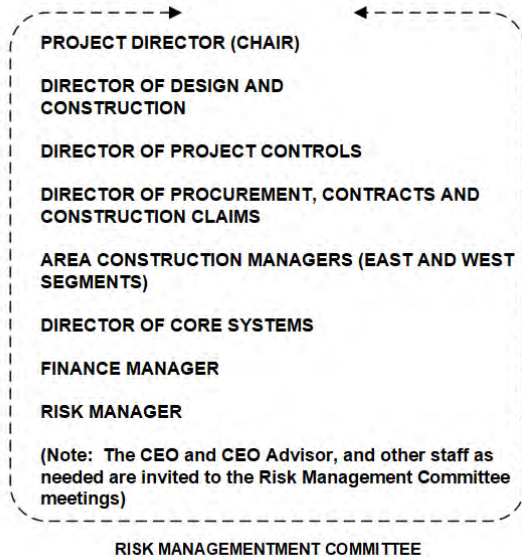 PROJECT DIRECTOR (CHAIR)
DIRECTOR OF DESIGN AND
CONSTRUCTION
DIRECTOR OF PROJECT CONTROLS
DIRECTOR OF PROCUREMENT, CONTRACTS AND
CONSTRUCTION CLAIMS
AREA CONSTRUCTION MANAGERS (EAST AND WEST
SEGMENTS)
DIRECTOR OF CORE SYSTEMS
FINANCE MANAGER
RISK MANAGER
(Note: The CEO and CEO Advisor, and other staff as
needed are invited to the Risk Management Committee
meetings)
RISK MANAGEMENTMENT COMMITTEE